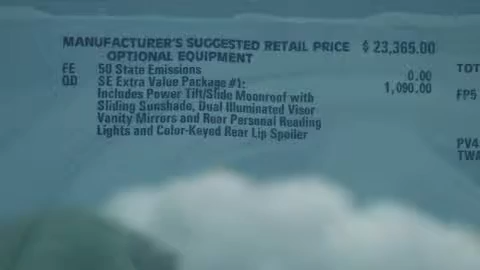 MANUFACTURER'S SUGGESTED RETAIL PRICE $ 23,365.00
OPTIONAL EQUIPMENT
FE 50 State Emissions 0.00
QD SE Extra Value Package #1: 1,090.00
Includes Power Tilt/Slide Moonroof with
Sliding Sunshade, Dual Illuminated Visor
Vanity Mirrors and Rear Personal Reading
Lights and Color-Keyed Rear Lip Spoiler
TOT
FP5
PV4
TWA